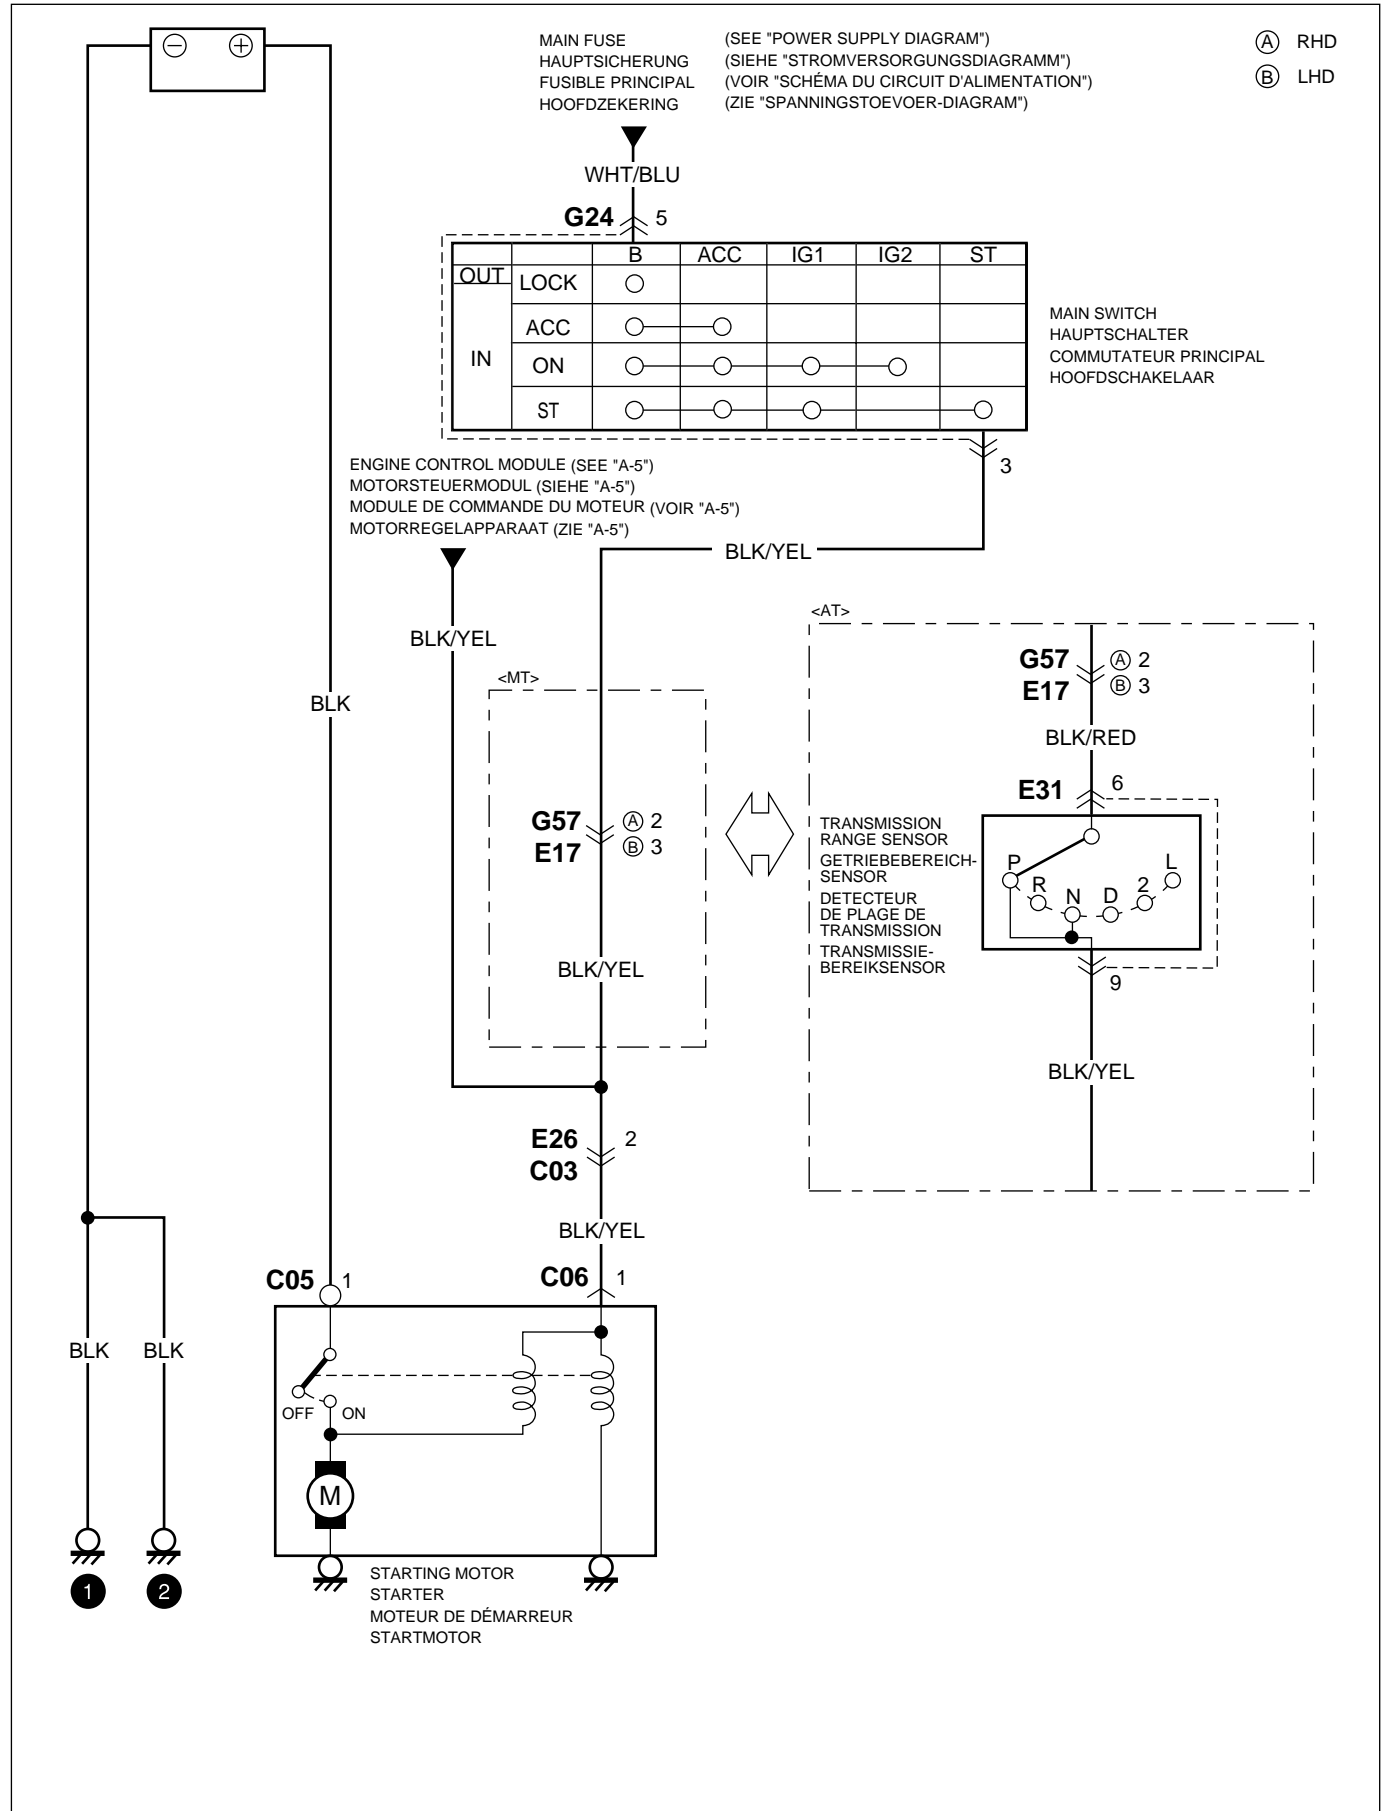 MAIN FUSE (SEE "POWER SUPPLY DIAGRAM")
HAUPTSICHERUNG (SIEHE "STROMVERSORGUNGSDIAGRAMM")
FUSIBLE PRINCIPAL (VOIR "SCHÉMA DU CIRCUIT D'ALIMENTATION")
HOOFDZEKERING (ZIE "SPANNINGSTOEVOER-DIAGRAM")
A RHD
B LHD
− +
WHT/BLU
G24 5
B ACC IG1 IG2 ST
OUT LOCK
ACC
IN ON
ST
MAIN SWITCH
HAUPTSCHALTER
COMMUTATEUR PRINCIPAL
HOOFDSCHAKELAAR
3
ENGINE CONTROL MODULE (SEE "A-5")
MOTORSTEUERMODUL (SIEHE "A-5")
MODULE DE COMMANDE DU MOTEUR (VOIR "A-5")
MOTORREGELAPPARAAT (ZIE "A-5")
BLK/YEL
BLK/YEL
BLK
<MT>
G57 A 2
E17 B 3
BLK/YEL
<AT>
G57 A 2
E17 B 3
BLK/RED
E31 6
TRANSMISSION
RANGE SENSOR
GETRIEBEBEREICH-
SENSOR
DETECTEUR
DE PLAGE DE
TRANSMISSION
TRANSMISSIE-
BEREIKSENSOR
P R N D 2 L
9
BLK/YEL
E26 2
C03
BLK/YEL
C05 1
C06 1
BLK BLK
OFF ON
M
1 2
STARTING MOTOR
STARTER
MOTEUR DE DÉMARREUR
STARTMOTOR